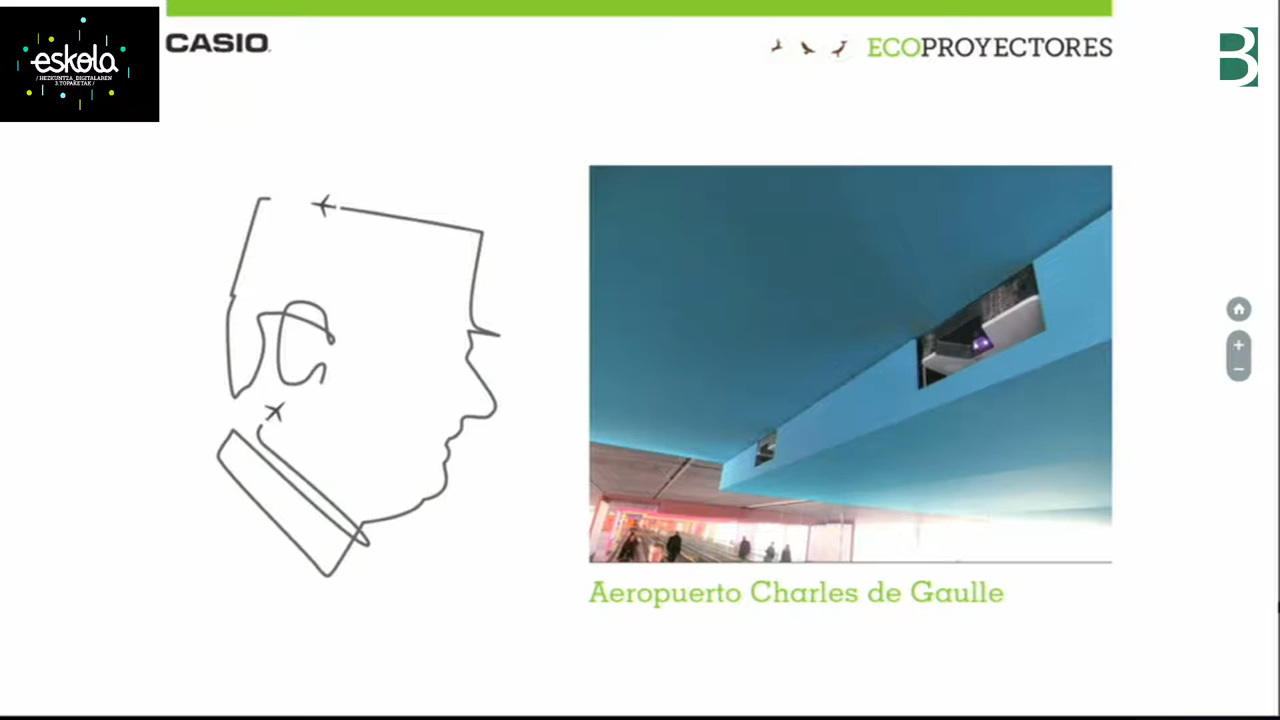 eskola
/ HEZKUNTZA_DIGITALAREN
3.TOPAKETAK /
CASIO
ECOPROYECTORES
B
Aeropuerto Charles de Gaulle